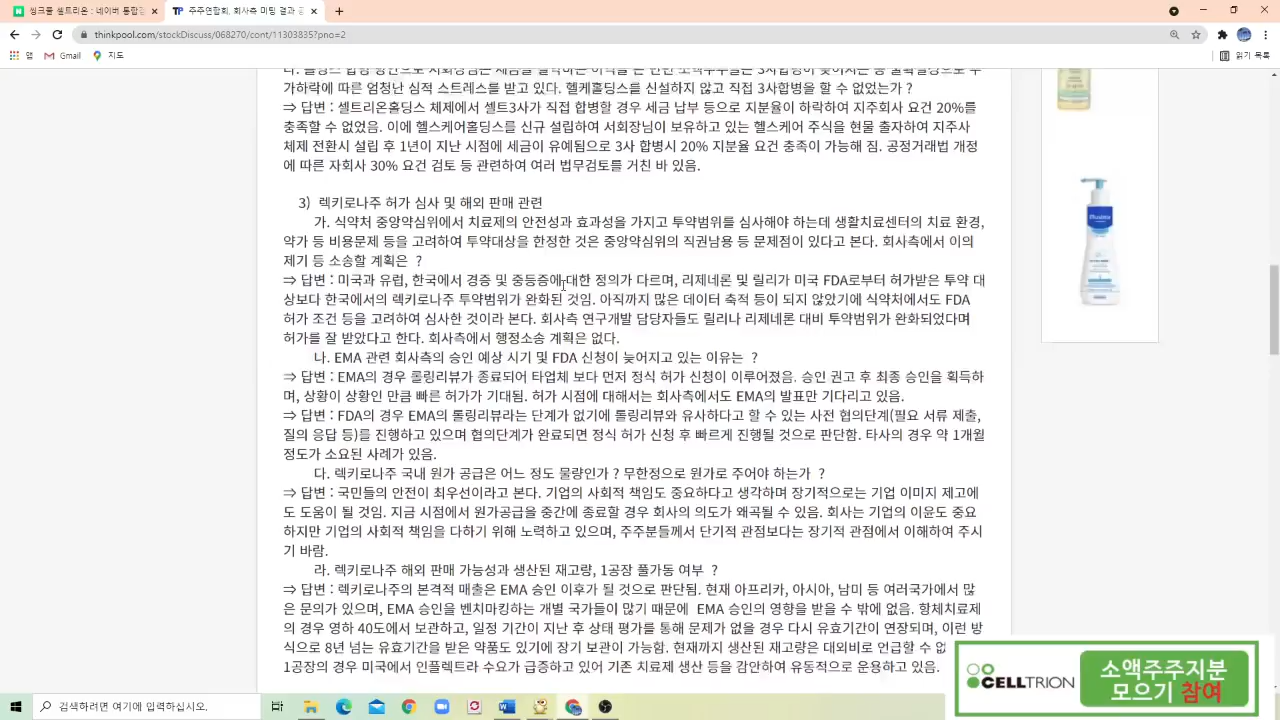 씽크풀 셀트리온 : 네이버 통합검
주주연합회, 회사측 미팅 결과 공
thinkpool.com/stockDiscuss/068270/cont/11303835?pno=2
앱 Gmail 지도 읽기 목록
가하락에 따른 엄청난 심적 스트레스를 받고 있다. 헬케홀딩스를 신설하지 않고 직접 3사합병을 할 수 없었는가 ?
⇒ 답변 : 셀트리온홀딩스 체제에서 셀트3사가 직접 합병할 경우 세금 납부 등으로 지분율이 하락하여 지주회사 요건 20%를
충족할 수 없었음. 이에 헬스케어홀딩스를 신규 설립하여 서회장님이 보유하고 있는 헬스케어 주식을 현물 출자하여 지주사
체제 전환시 설립 후 1년이 지난 시점에 세금이 유예됨으로 3사 합병시 20% 지분율 요건 충족이 가능해 짐. 공정거래법 개정
에 따른 자회사 30% 요건 검토 등 관련하여 여러 법무검토를 거친 바 있음.
3) 렉키로나주 허가 심사 및 해외 판매 관련
가. 식약처 중앙약심위에서 치료제의 안전성과 효과성을 가지고 투약범위를 심사해야 하는데 생활치료센터의 치료 환경,
약가 등 비용문제 등을 고려하여 투약대상을 한정한 것은 중앙약심위의 직권남용 등 문제점이 있다고 본다. 회사측에서 이의
제기 등 소송할 계획은 ?
⇒ 답변 : 미국과 유럽, 한국에서 경증 및 중등증에 대한 정의가 다르며, 리제네론 및 릴리가 미국 FDA로부터 허가받은 투약 대
상보다 한국에서의 렉키로나주 투약범위가 완화된 것임. 아직까지 많은 데이터 축적 등이 되지 않았기에 식약처에서도 FDA
허가 조건 등을 고려하여 심사한 것이라 본다. 회사측 연구개발 담당자들도 릴리나 리제네론 대비 투약범위가 완화되었다며
허가를 잘 받았다고 한다. 회사측에서 행정소송 계획은 없다.
나. EMA 관련 회사측의 승인 예상 시기 및 FDA 신청이 늦어지고 있는 이유는 ?
⇒ 답변 : EMA의 경우 롤링리뷰가 종료되어 타업체 보다 먼저 정식 허가 신청이 이루어졌음. 승인 권고 후 최종 승인을 획득하
며, 상황이 상황인 만큼 빠른 허가가 기대됨. 허가 시점에 대해서는 회사측에서도 EMA의 발표만 기다리고 있음.
⇒ 답변 : FDA의 경우 EMA의 롤링리뷰라는 단계가 없기에 롤링리뷰와 유사하다고 할 수 있는 사전 협의단계(필요 서류 제출,
질의 응답 등)를 진행하고 있으며 협의단계가 완료되면 정식 허가 신청 후 빠르게 진행될 것으로 판단함. 타사의 경우 약 1개월
정도가 소요된 사례가 있음.
다. 렉키로나주 국내 원가 공급은 어느 정도 물량인가 ? 무한정으로 원가로 주어야 하는가 ?
⇒ 답변 : 국민들의 안전이 최우선이라고 본다. 기업의 사회적 책임도 중요하다고 생각하며 장기적으로는 기업 이미지 제고에
도 도움이 될 것임. 지금 시점에서 원가공급을 중간에 종료할 경우 회사의 의도가 왜곡될 수 있음. 회사는 기업의 이윤도 중요
하지만 기업의 사회적 책임을 다하기 위해 노력하고 있으며, 주주분들께서 단기적 관점보다는 장기적 관점에서 이해하여 주시
기 바람.
라. 렉키로나주 해외 판매 가능성과 생산된 재고량, 1공장 풀가동 여부 ?
⇒ 답변 : 렉키로나주의 본격적 매출은 EMA 승인 이후가 될 것으로 판단됨. 현재 아프리카, 아시아, 남미 등 여러국가에서 많
은 문의가 있으며, EMA 승인을 벤치마킹하는 개별 국가들이 많기 때문에 EMA 승인의 영향을 받을 수 밖에 없음. 항체치료제
의 경우 영하 40도에서 보관하고, 일정 기간이 지난 후 상태 평가를 통해 문제가 없을 경우 다시 유효기간이 연장되며, 이런 방
식으로 8년 넘는 유효기간을 받은 약품도 있기에 장기 보관이 가능함. 현재까지 생산된 재고량은 대외비로 언급할 수 없
1공장의 경우 미국에서 인플렉트라 수요가 급증하고 있어 기존 치료제 생산 등을 감안하여 유동적으로 운용하고 있음.
Mustela
CELLTRION
소액주주지분
모으기 참여
검색하려면 여기에 입력하십시오.